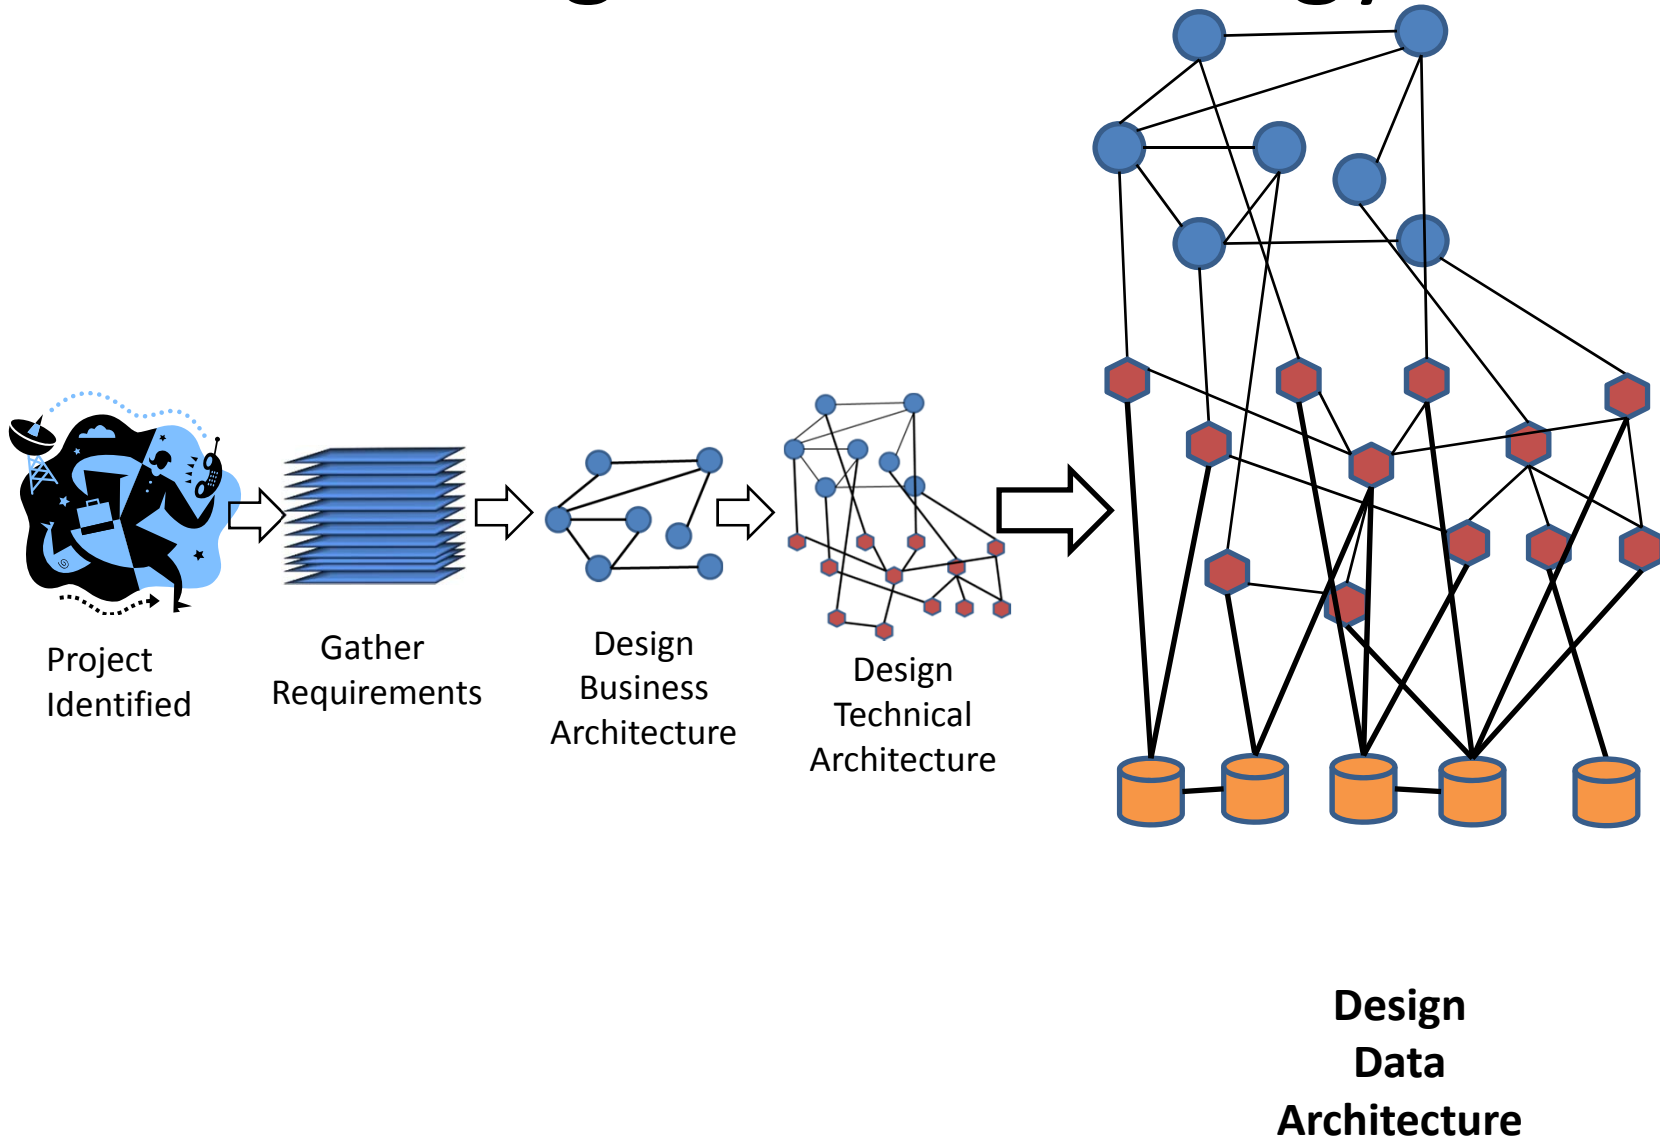 Project
Identified
Gather
Requirements
Design
Business
Architecture
Design
Technical
Architecture
Design
Data
Architecture